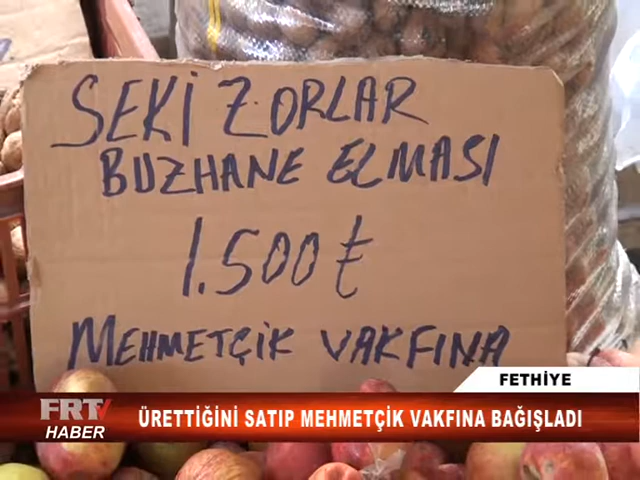 SEKİ ZORLAR
BUZHANE ELMASI
1.500 ₺
MEHMETÇİK VAKFINA
FETHİYE
FRT tv
HABER
ÜRETTİĞİNİ SATIP MEHMETÇİK VAKFINA BAĞIŞLADI